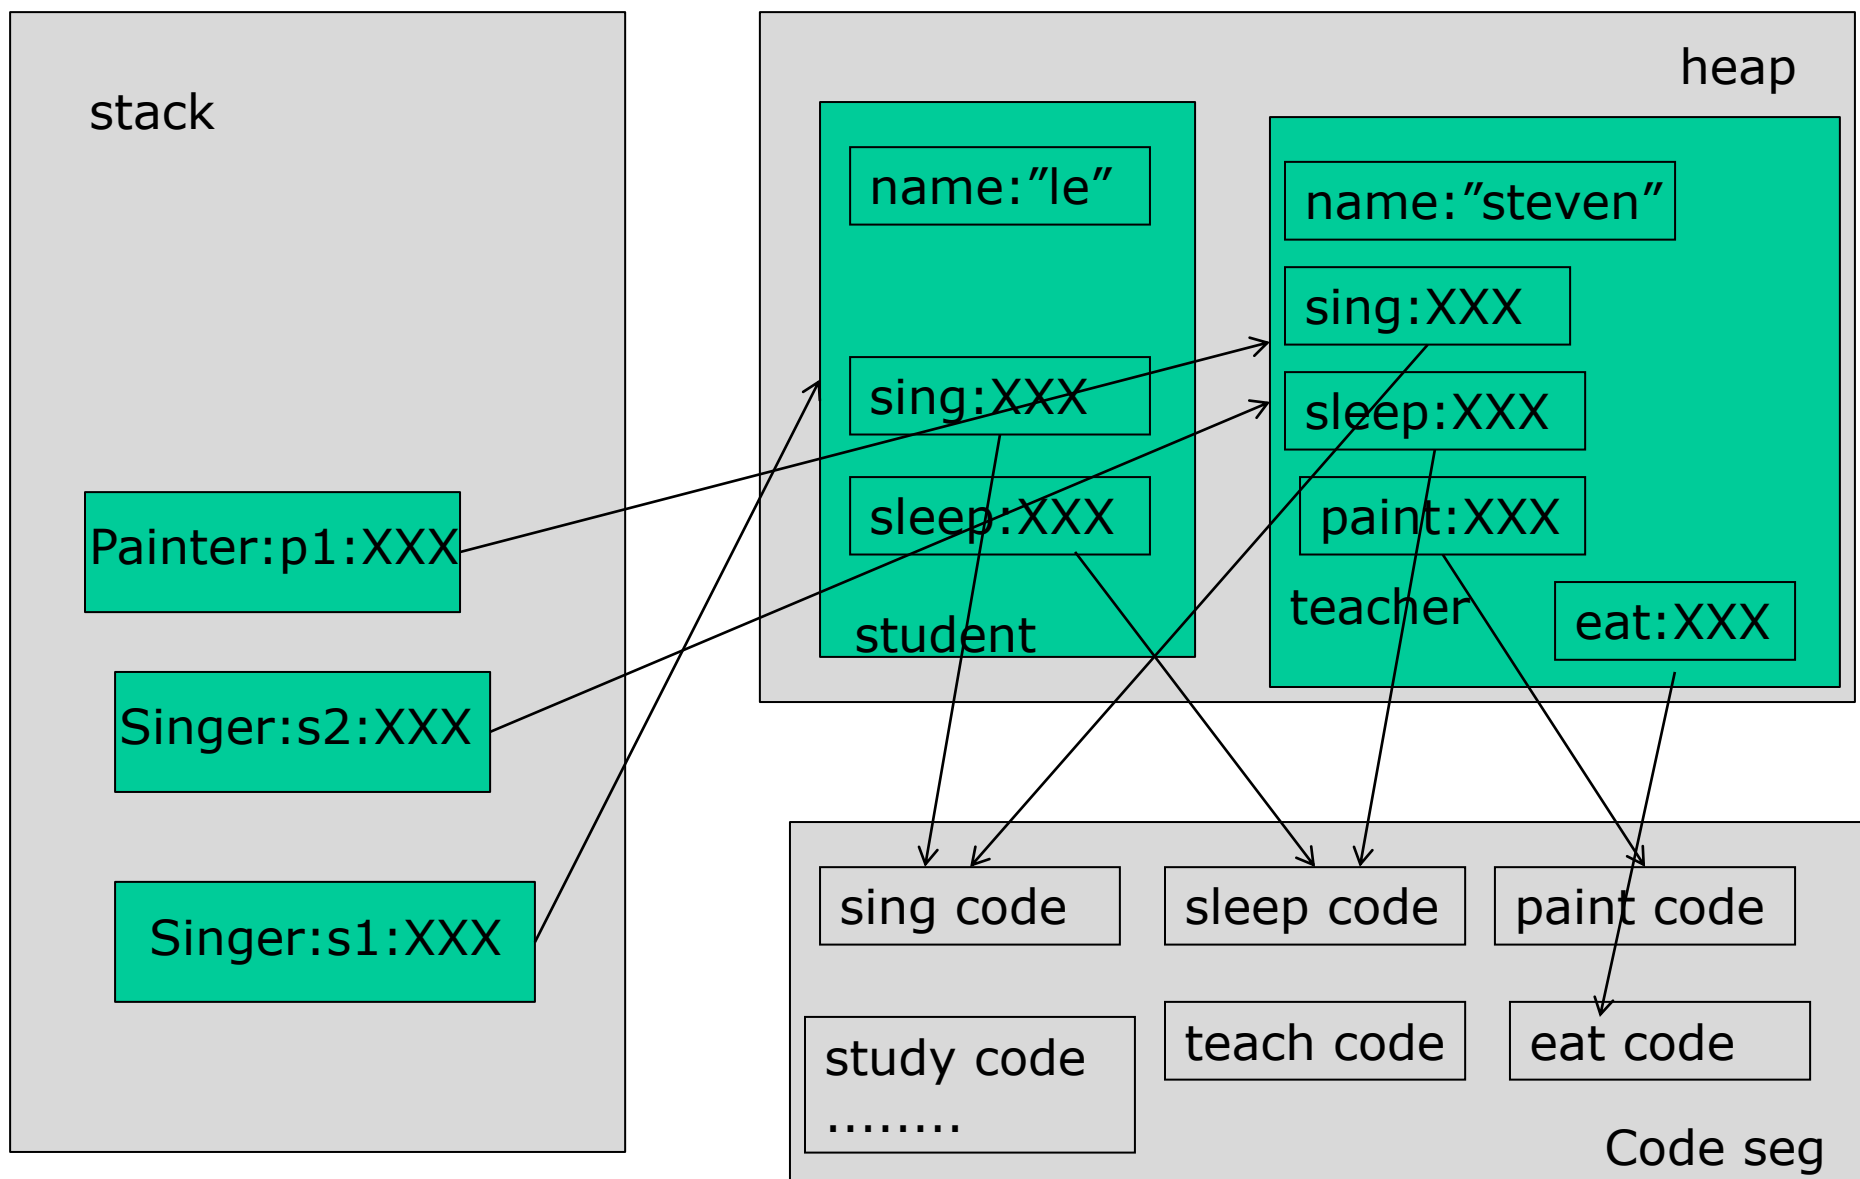 stack
Painter:p1:XXX
Singer:s2:XXX
Singer:s1:XXX
heap
name:”le”
sing:XXX
sleep:XXX
student
name:”steven”
sing:XXX
sleep:XXX
paint:XXX
teacher
eat:XXX
sing code
sleep code
paint code
study code
………
teach code
eat code
Code seg